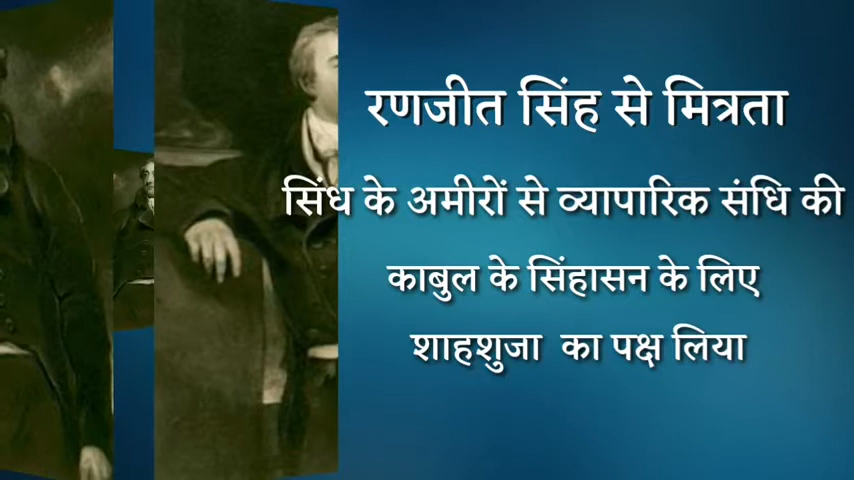 रणजीत सिंह से मित्रता
सिंध के अमीरों से व्यापारिक संधि की
काबुल के सिंहासन के लिए
शाहशुजा का पक्ष लिया